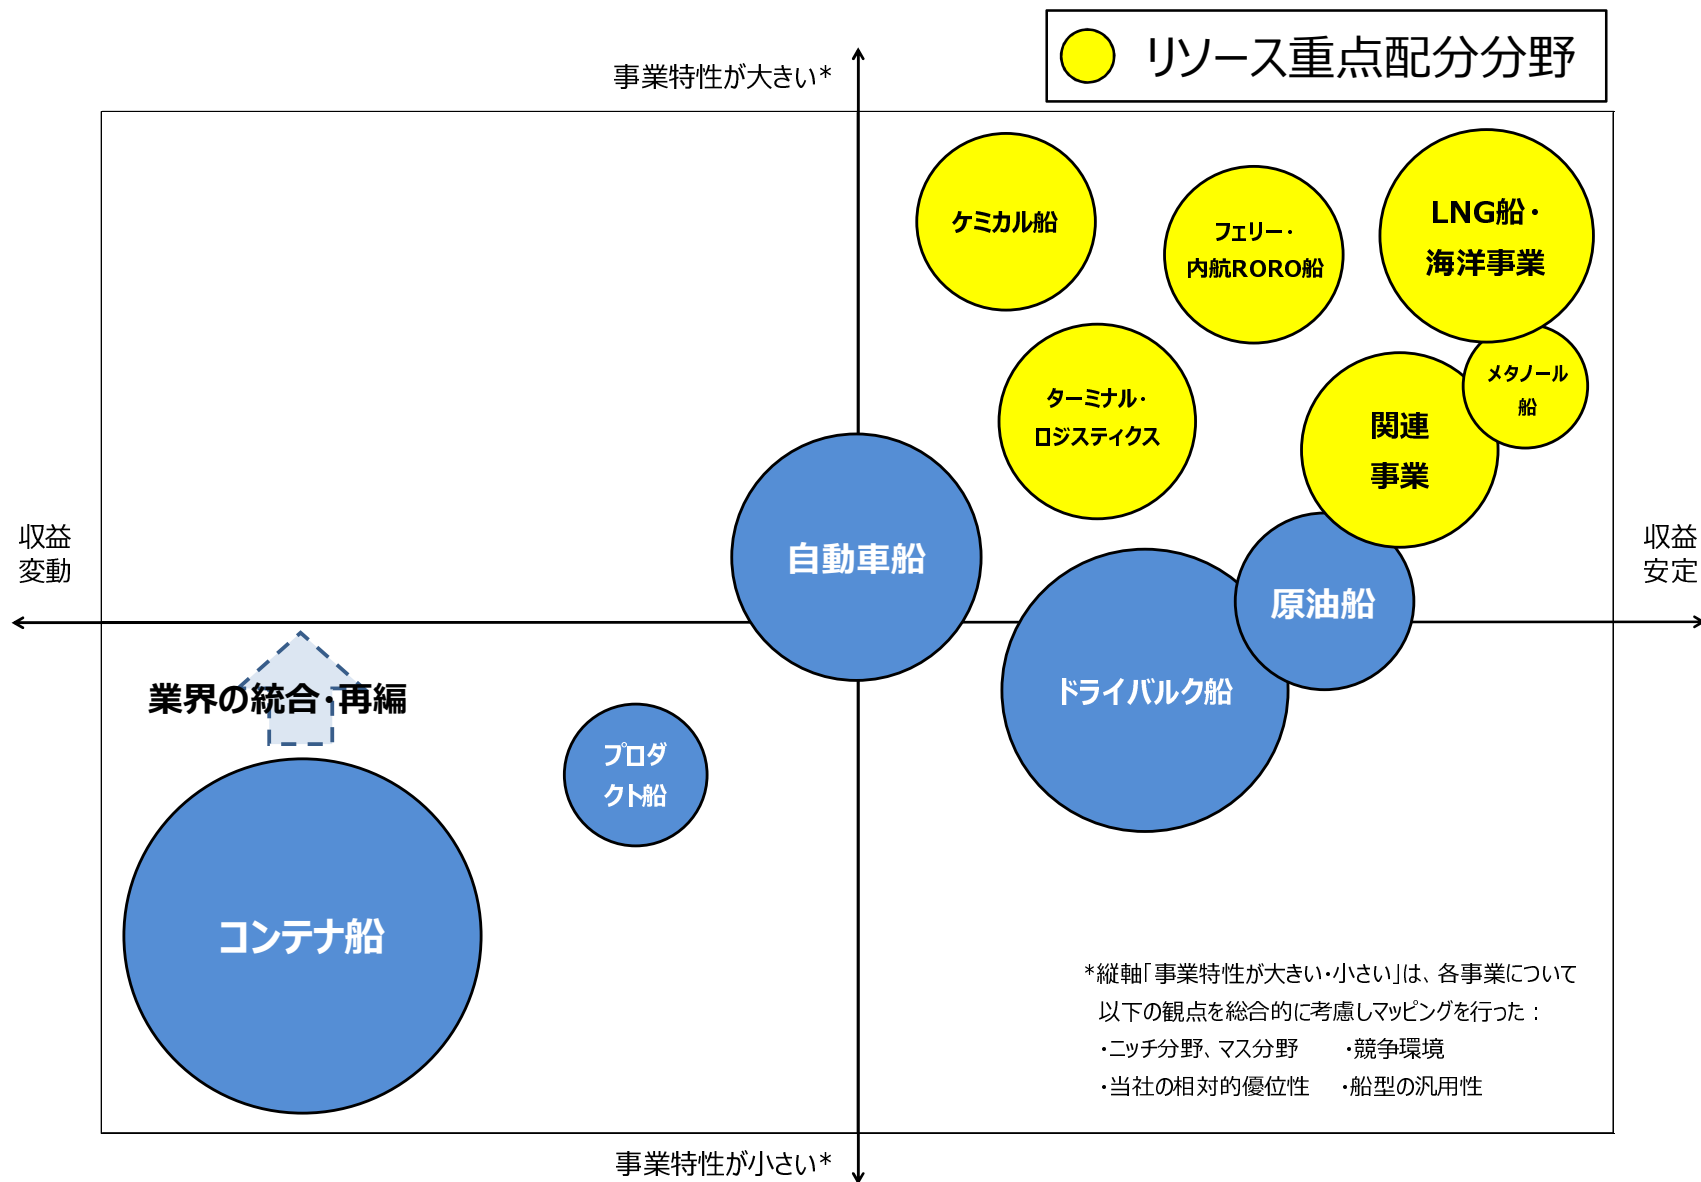 リソース重点配分分野
事業特性が大きい*
ケミカル船
フェリー・
内航RORO船
LNG船・
海洋事業
メタノール
船
ターミナル・
ロジスティクス
関連
事業
収益
変動
自動車船
収益
安定
原油船
ドライバルク船
業界の統合・再編
プロダ
クト船
コンテナ船
*縦軸「事業特性が大きい・小さい」は、各事業について
以下の観点を総合的に考慮しマッピングを行った：
・ニッチ分野、マス分野 ・競争環境
・当社の相対的優位性 ・船型の汎用性
事業特性が小さい*